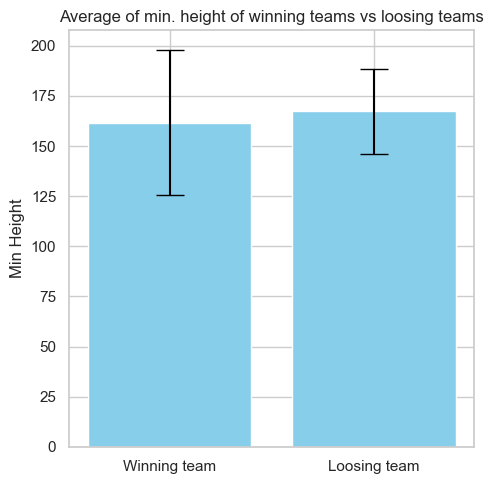 Average of min. height of winning teams vs loosing teams
200
175
150
125
100
75
50
25
0
Min Height
Winning team
Loosing team